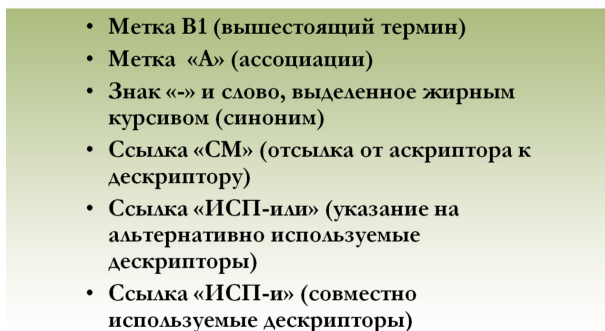 • Метка В1 (вышестоящий термин)
• Метка «А» (ассоциации)
• Знак «-» и слово, выделенное жирным
курсивом (синоним)
• Ссылка «СМ» (отсылка от аскриптора к
дескриптору)
• Ссылка «ИСП-или» (указание на
альтернативно используемые
дескрипторы)
• Ссылка «ИСП-и» (совместно
используемые дескрипторы)